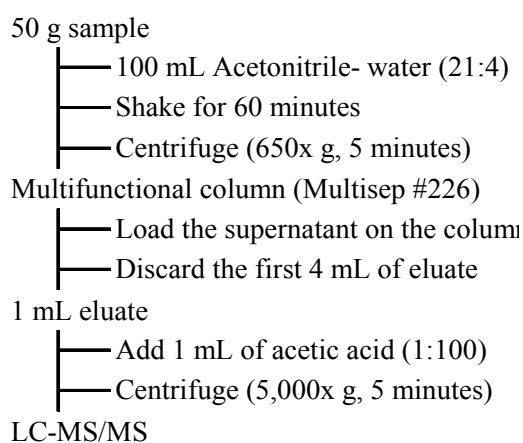 50 g sample
100 mL Acetonitrile- water (21:4)
Shake for 60 minutes
Centrifuge (650x g, 5 minutes)
Multifunctional column (Multisep #226)
Load the supernatant on the colum
Discard the first 4 mL of eluate
1 mL eluate
Add 1 mL of acetic acid (1:100)
Centrifuge (5,000x g, 5 minutes)
LC-MS/MS